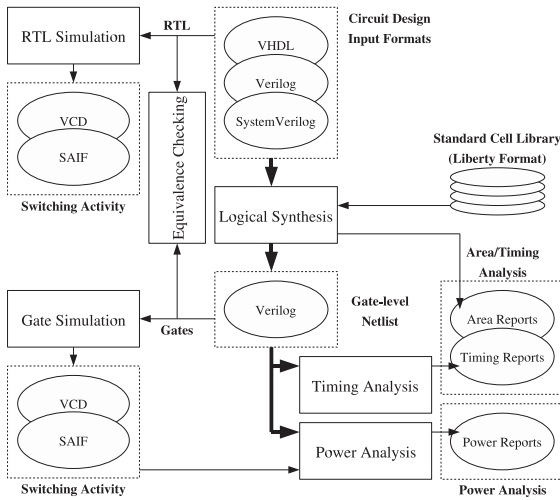 RTL Simulation
RTL
Circuit Design
Input Formats
VHDL
Verilog
SystemVerilog
VCD
SAIF
Switching Activity
Equivalence Checking
Standard Cell Library
(Liberty Format)
Logical Synthesis
Area/Timing
Analysis
Gate Simulation
Gates
Verilog
Gate-level
Netlist
Area Reports
Timing Reports
Timing Analysis
VCD
SAIF
Switching Activity
Power Analysis
Power Reports
Power Analysis